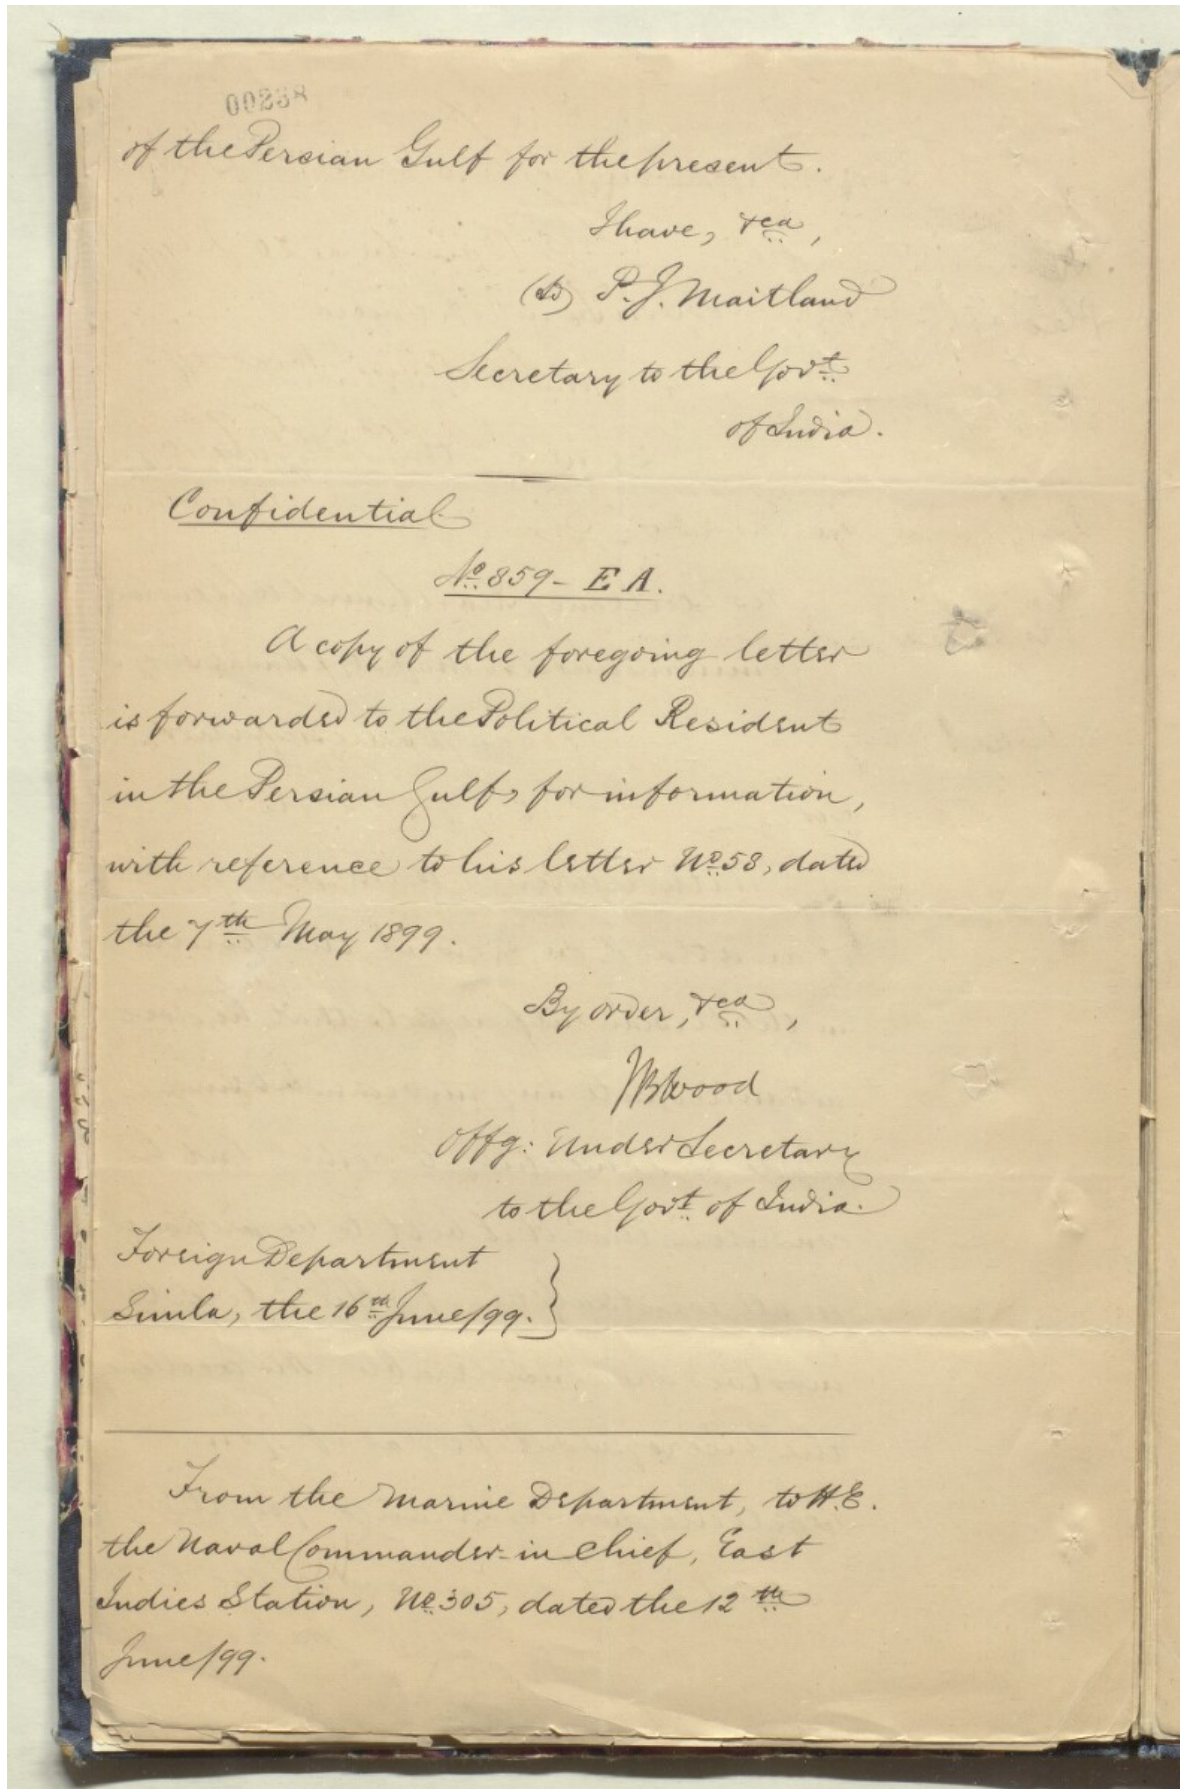 of the Persian Gulf for the present.
I have, &ca,
(Sd) P. J. Maitland
Secretary to the Govt.
of India.
Confidential
No. 859 - E A.
A copy of the foregoing letter
is forwarded to the Political Resident
in the Persian Gulf, for information,
with reference to his letter No. 58, dated
the 7th May 1899.
By order, &ca,
JBWood
Offg: Under Secretary
to the Govt. of India.
Foreign Department
Simla, the 16th June/99.
From the Marine Department, to H.E.
the Naval Commander-in Chief, East
Indies Station, No. 305, dated the 12th
June/99.